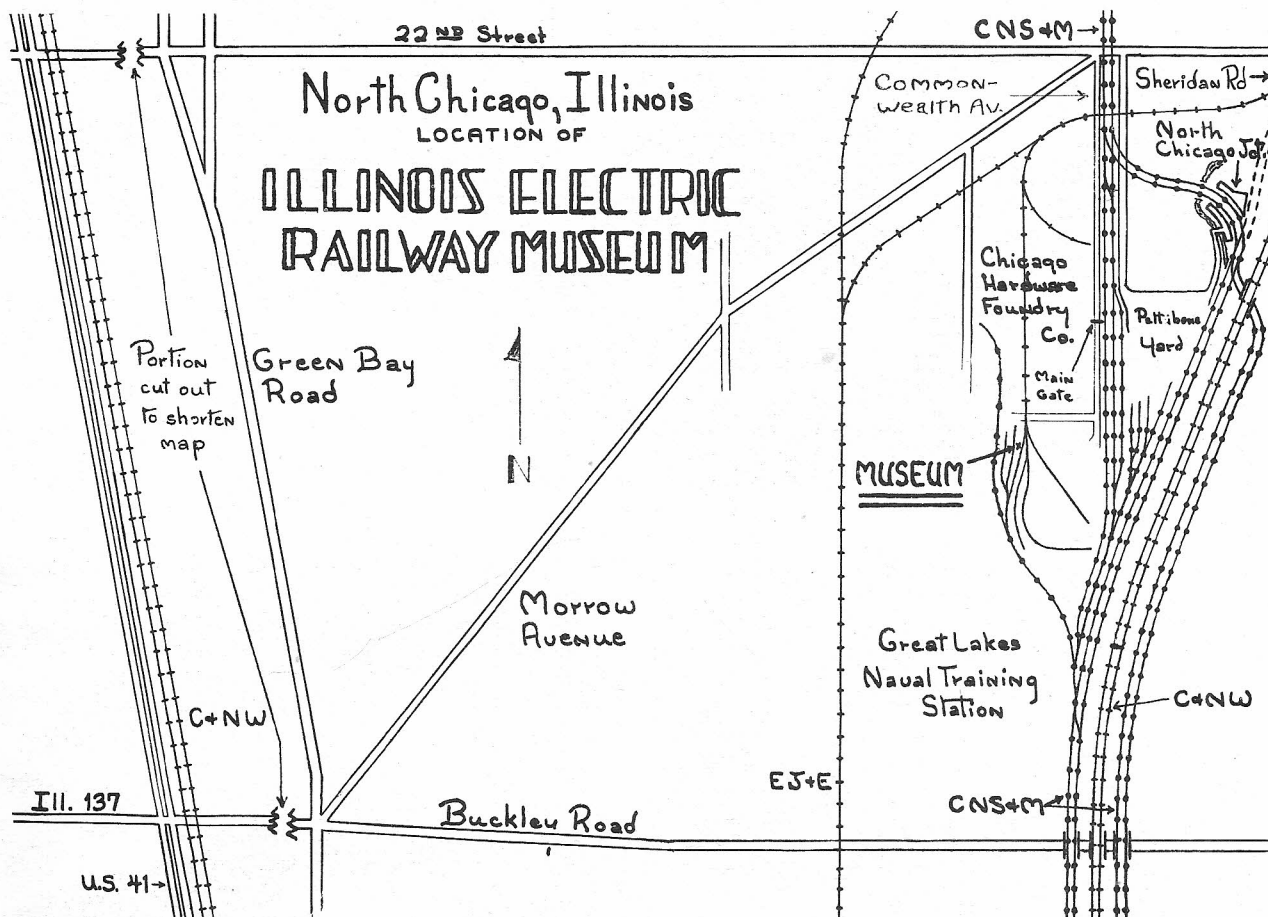 22ND Street
CNS+M
North Chicago, Illinois
LOCATION OF
ILLINOIS ELECTRIC
RAILWAY MUSEUM
Common-
wealth Av.
Sheridan Rd
North
Chicago Jct.
Chicago
Hardware
Foundry
Co.
Pettibone
Yard
Main
Gate
Portion
cut out
to shorten
map
Green Bay
Road
N
MUSEUM
Morrow
Avenue
Great Lakes
Naval Training
Station
C+NW
C+NW
EJ+E
CNS+M
Ill. 137
Buckley Road
U.S. 41